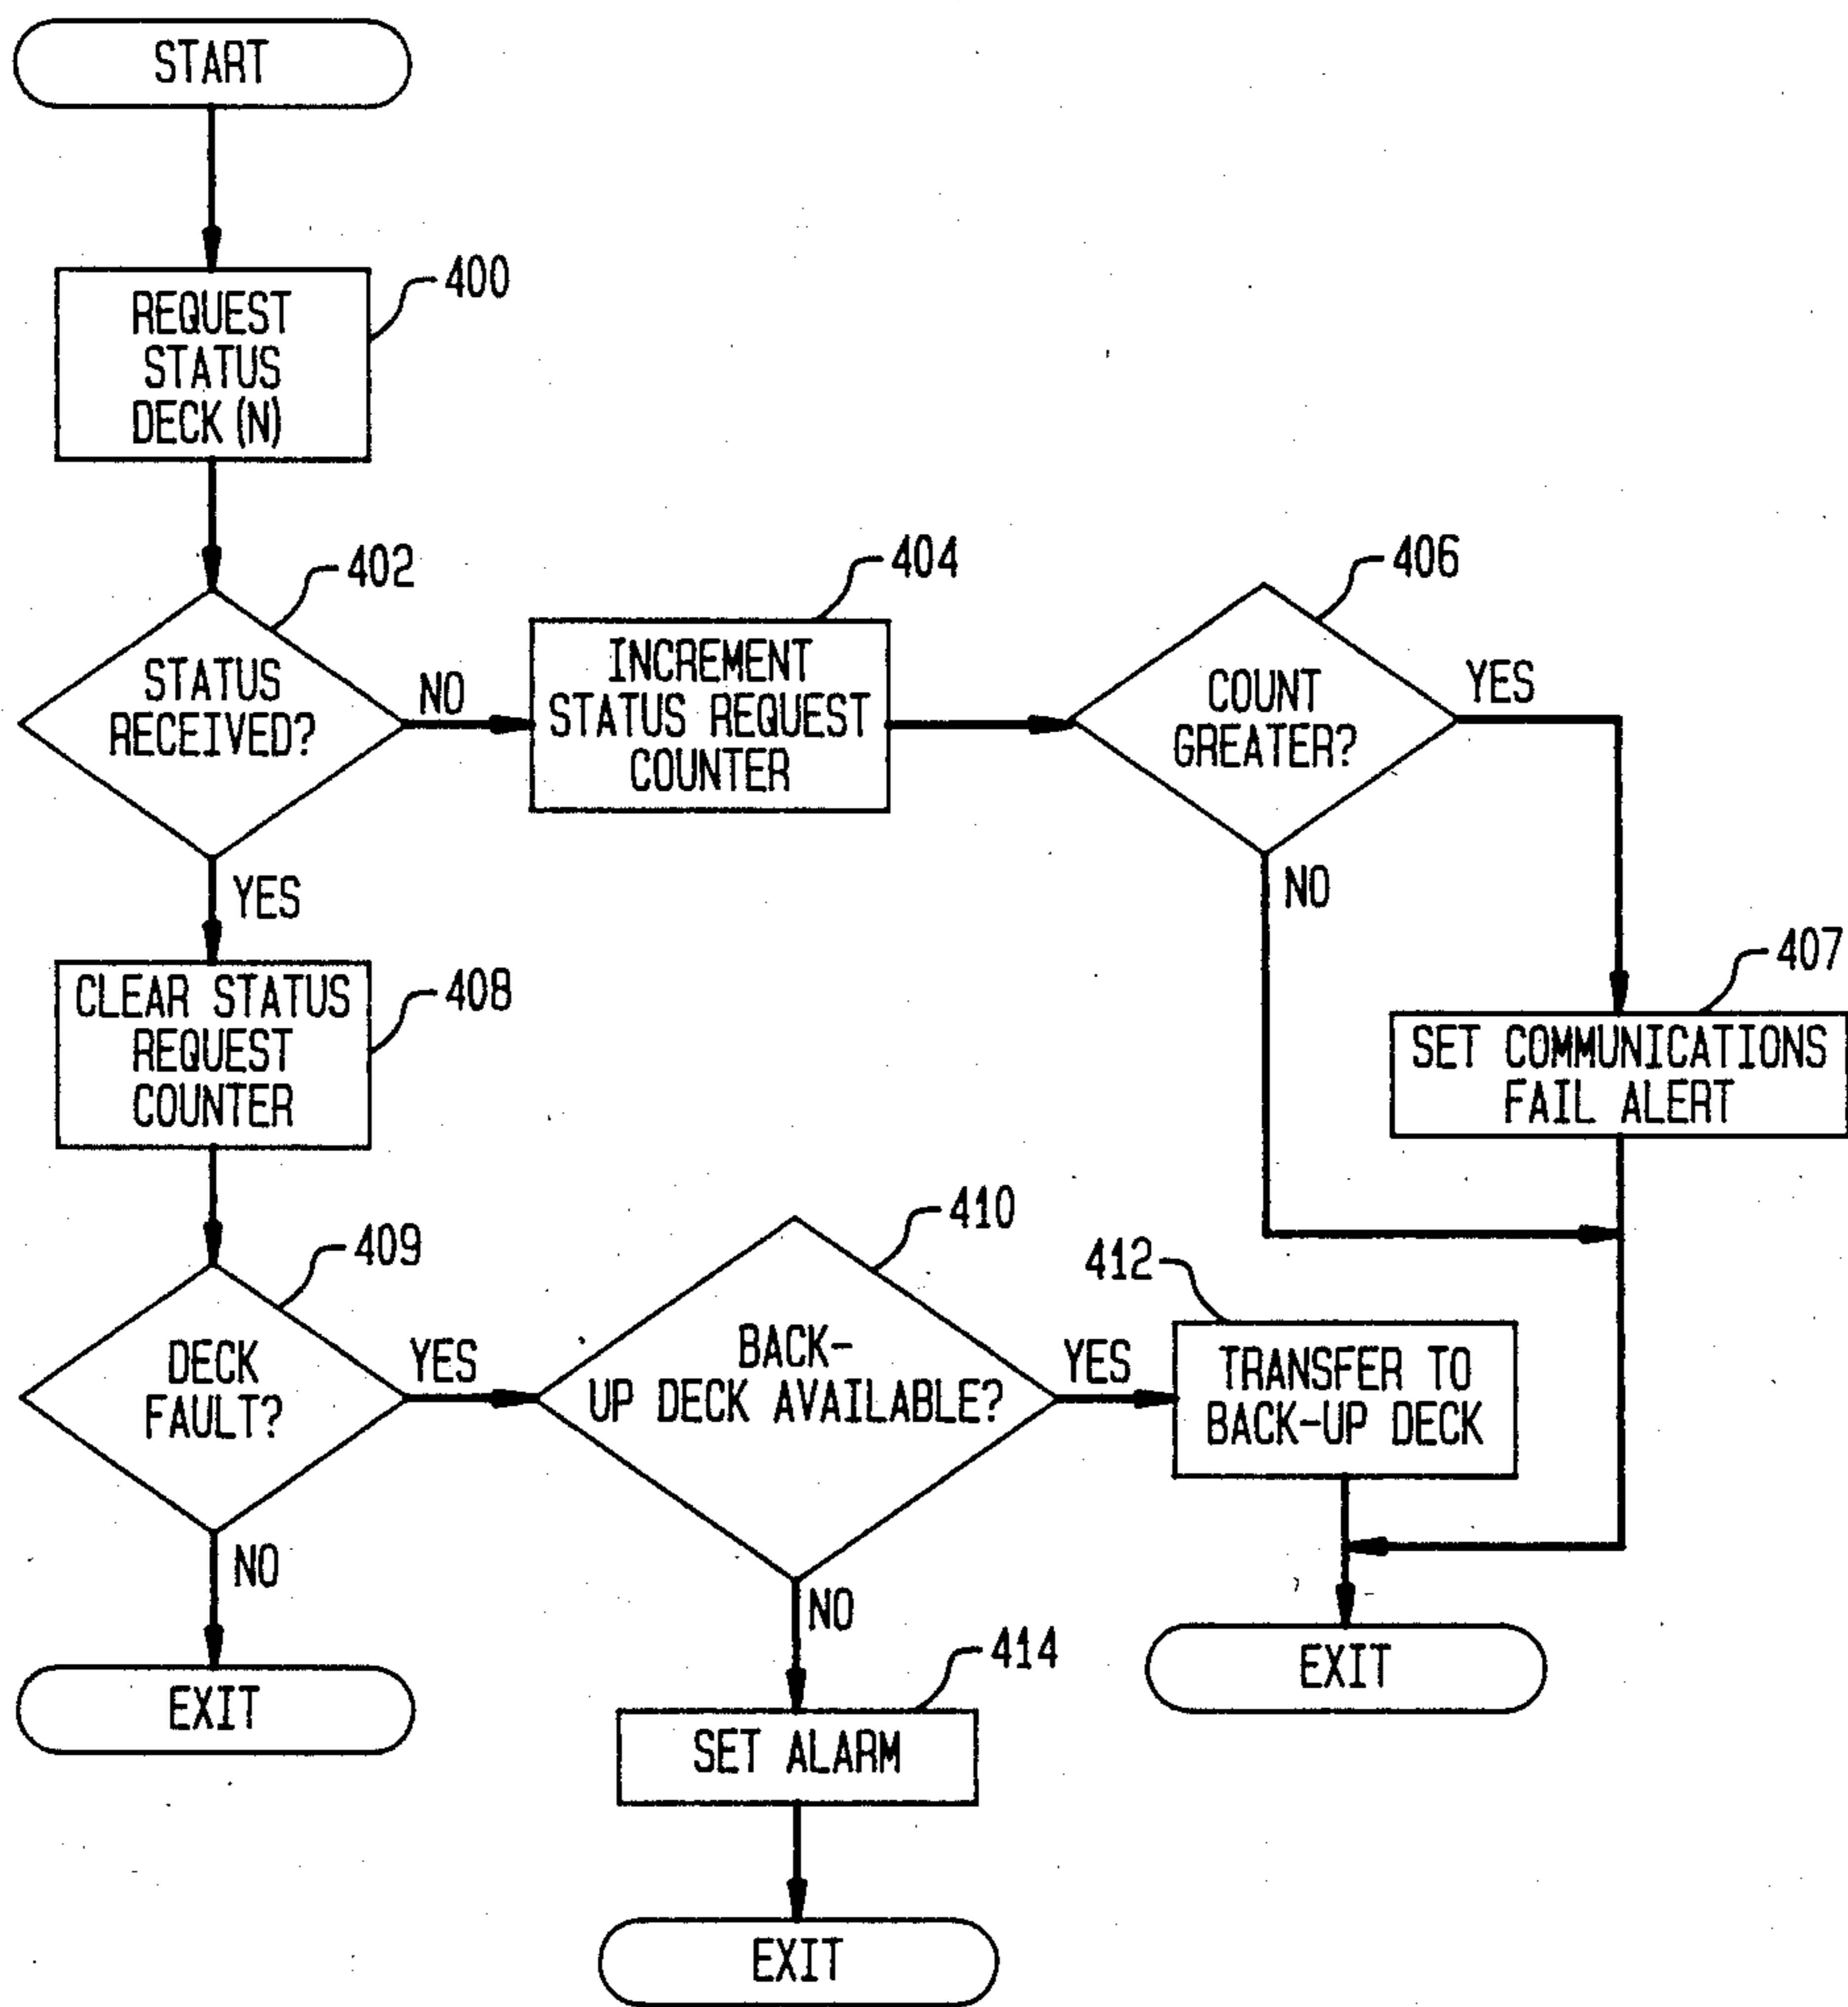 START
REQUEST
STATUS
DECK (N)
400
STATUS
RECEIVED?
402
NO
YES
INCREMENT
STATUS REQUEST
COUNTER
404
COUNT
GREATER?
406
YES
NO
SET COMMUNICATIONS
FAIL ALERT
407
CLEAR STATUS
REQUEST
COUNTER
408
DECK
FAULT?
409
YES
NO
EXIT
BACK-
UP DECK AVAILABLE?
410
YES
NO
TRANSFER TO
BACK-UP DECK
412
EXIT
SET ALARM
414
EXIT